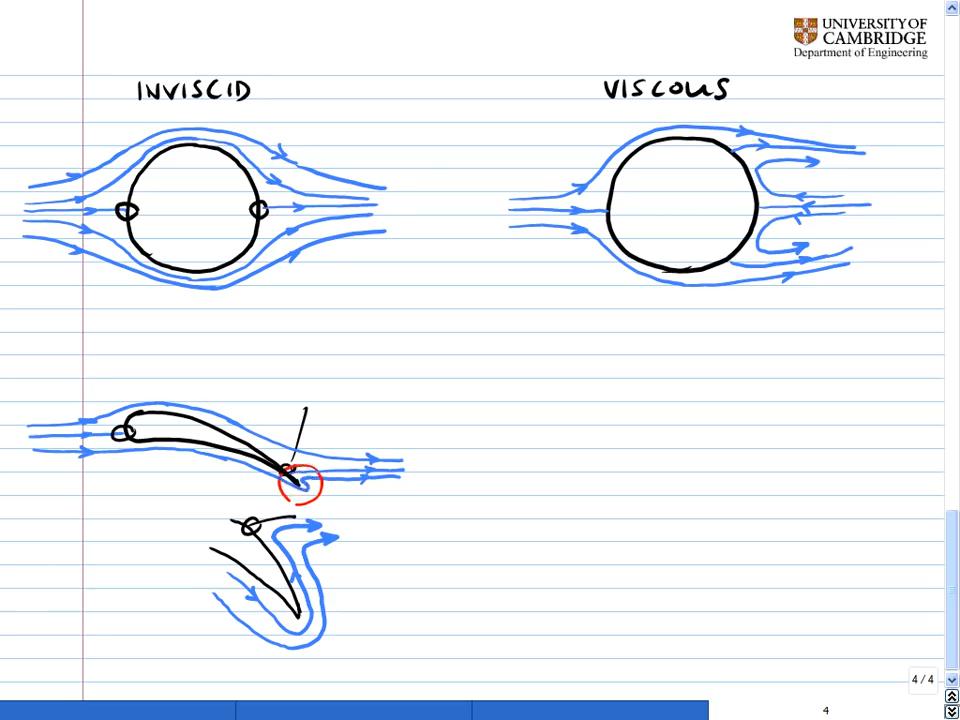 UNIVERSITY OF
CAMBRIDGE
Department of Engineering
INVISCID
VISCOUS
4 / 4
4